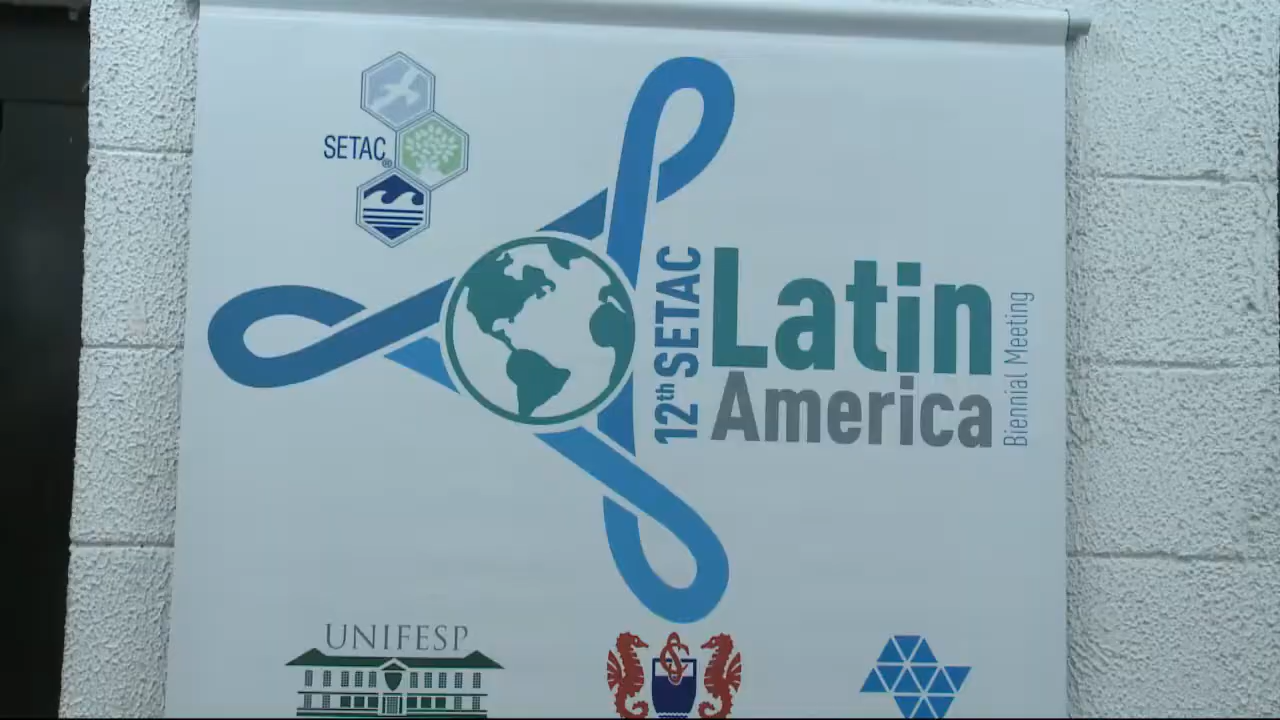 SETAC®
12th SETAC
Latin
America
Biennial Meeting
UNIFESP